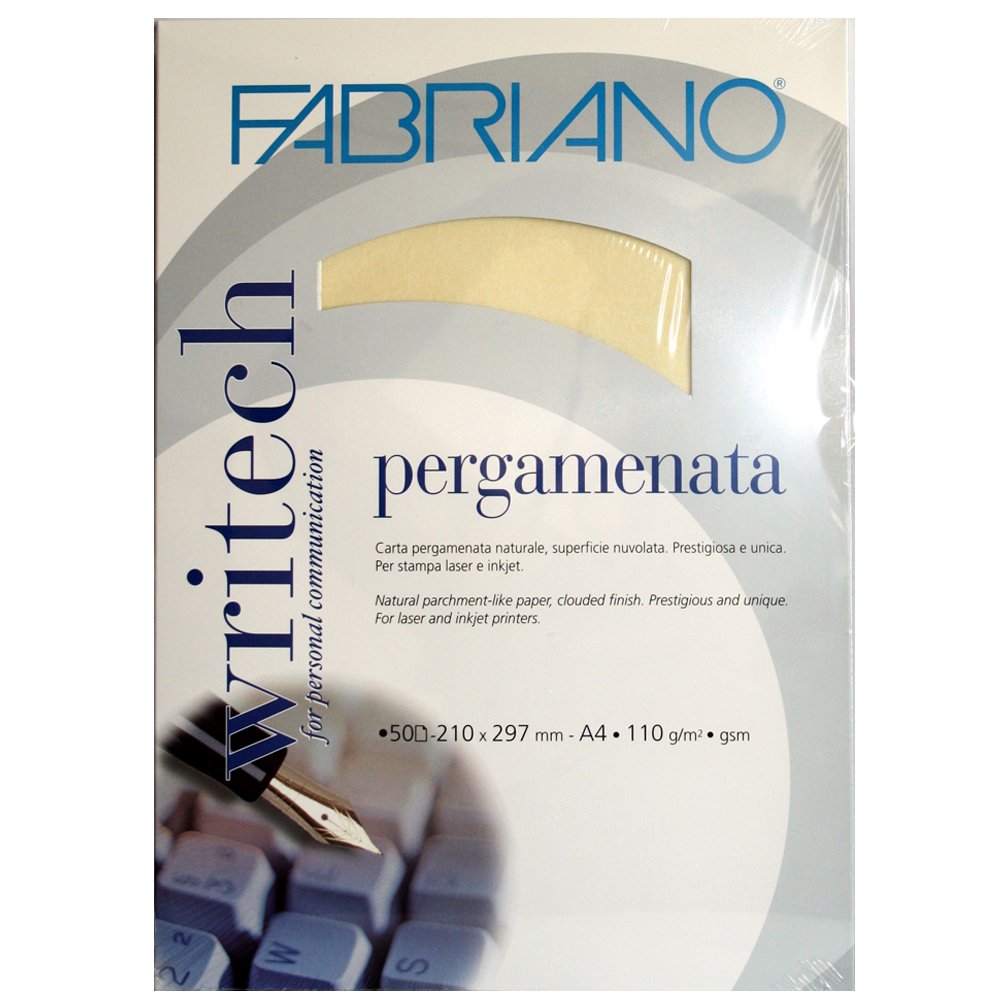 FABRIANO®
writech
for personal communication
pergamenata
Carta pergamenata naturale, superficie nuvolata. Prestigiosa e unica.
Per stampa laser e inkjet.
Natural parchment-like paper, clouded finish. Prestigious and unique.
For laser and inkjet printers.
•50-210 x 297 mm - A4 • 110 g/m² • gsm
2
W
S